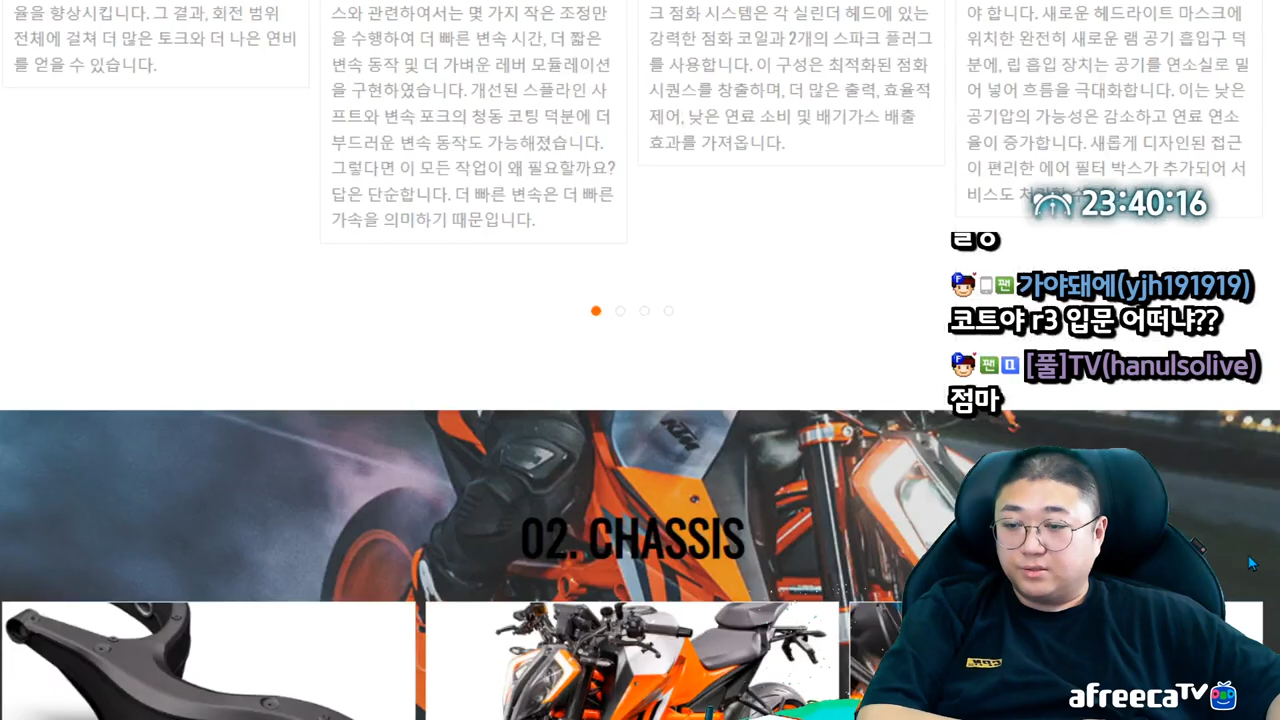 율을 향상시킵니다. 그 결과, 회전 범위
전체에 걸쳐 더 많은 토크와 더 나은 연비
를 얻을 수 있습니다.
스와 관련하여서는 몇 가지 작은 조정만
을 수행하여 더 빠른 변속 시간, 더 짧은
변속 동작 및 더 가벼운 레버 모듈레이션
을 구현하였습니다. 개선된 스플라인 샤
프트와 변속 포크의 청동 코팅 덕분에 더
부드러운 변속 동작도 가능해졌습니다.
그렇다면 이 모든 작업이 왜 필요할까요?
답은 단순합니다. 더 빠른 변속은 더 빠른
가속을 의미하기 때문입니다.
크 점화 시스템은 각 실린더 헤드에 있는
강력한 점화 코일과 2개의 스파크 플러그
를 사용합니다. 이 구성은 최적화된 점화
시퀀스를 창출하며, 더 많은 출력, 효율적
제어, 낮은 연료 소비 및 배기가스 배출
효과를 가져옵니다.
야 합니다. 새로운 헤드라이트 마스크에
위치한 완전히 새로운 램 공기 흡입구 덕
분에, 립 흡입 장치는 공기를 연소실로 밀
어 넣어 흐름을 극대화합니다. 이는 낮은
공기압의 가능성은 감소하고 연료 연소
율이 증가합니다. 새롭게 디자인된 접근
이 편리한 에어 필터 박스가 추가되어 서
비스도
23:40:16
가야돼에(yjh191919)
코트야 r3 입문 어떠냐??
[풀]TV(hanulsolive)
점마
KTM
02. CHASSIS
afreecaTV